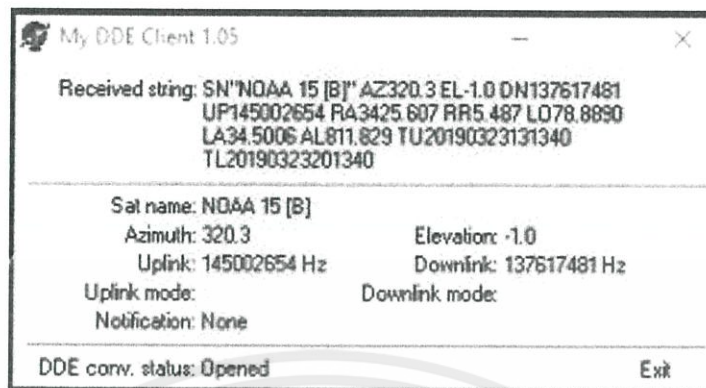 My DDE Client 1.05
Received string: SN"NOAA 15 [B]" AZ320.3 EL-1.0 DN137617481
UP145002654 RA3425.607 RR5.487 LO78.8890
LA34.5006 AL811.829 TU20190323131340
TL20190323201340
Sat name: NOAA 15 [B]
Azimuth: 320.3 Elevation: -1.0
Uplink: 145002654 Hz Downlink: 137617481 Hz
Uplink mode: Downlink mode:
Notification: None
DDE conv. status: Opened Exit